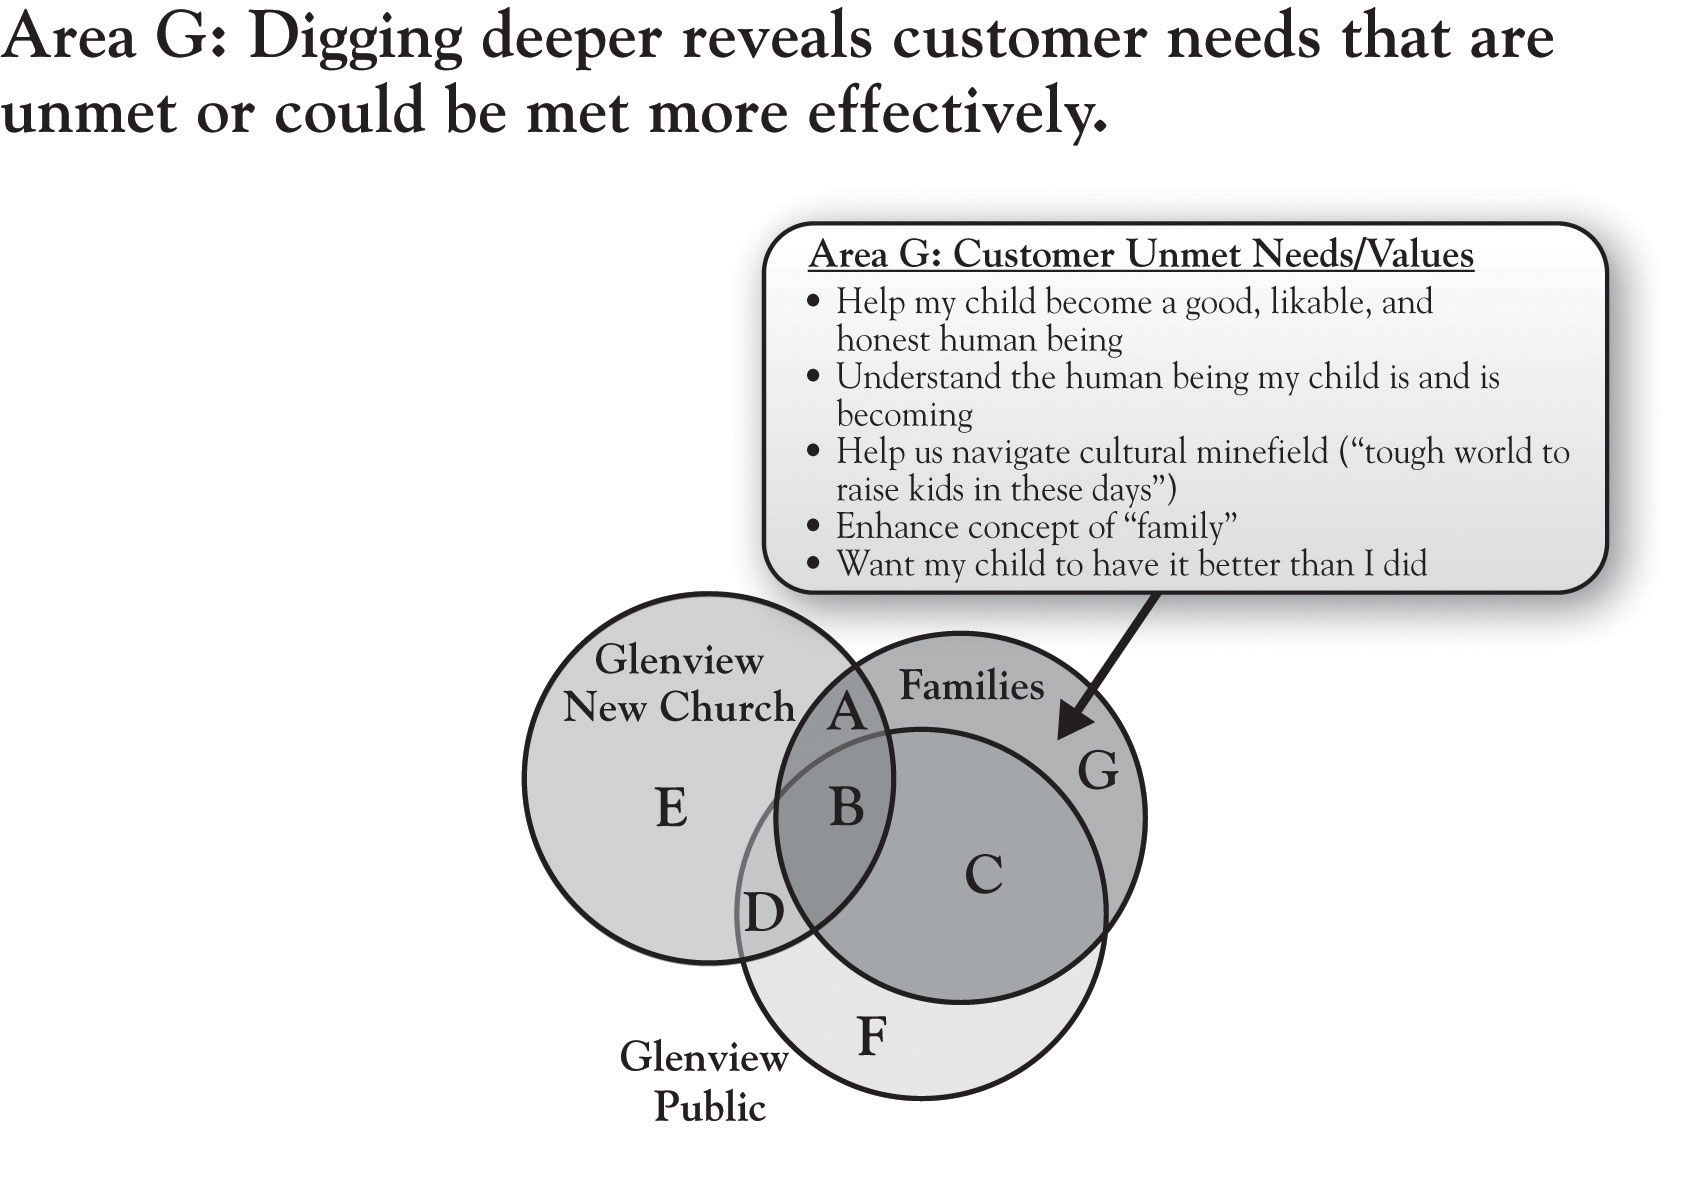 Area G: Digging deeper reveals customer needs that are
unmet or could be met more effectively.
Area G: Customer Unmet Needs/Values
• Help my child become a good, likable, and
honest human being
• Understand the human being my child is and is
becoming
• Help us navigate cultural minefield (“tough world to
raise kids in these days”)
• Enhance concept of “family”
• Want my child to have it better than I did
Glenview
New Church
A
Families
G
E
B
C
D
F
Glenview
Public